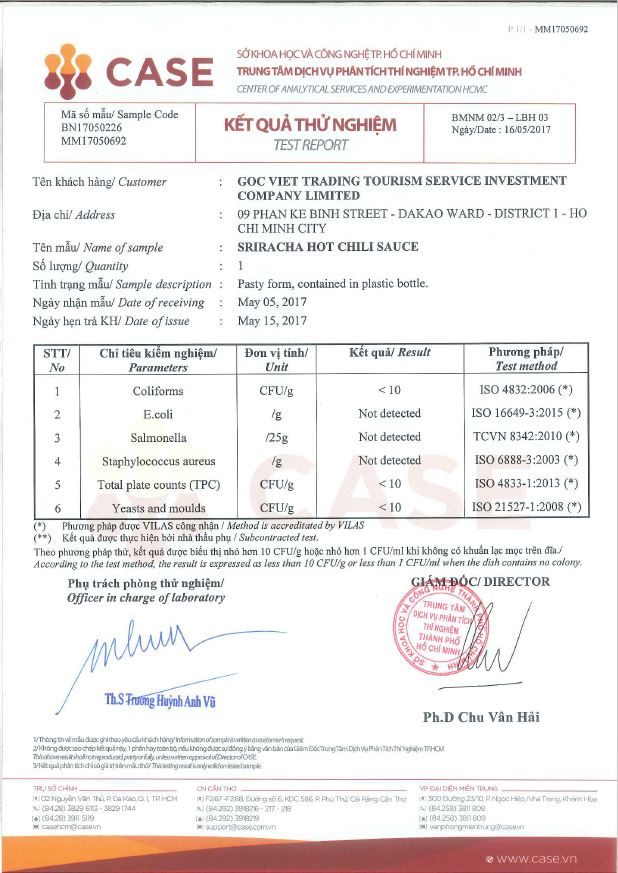 P 1/1 - MM17050692
CASE
SỞ KHOA HỌC VÀ CÔNG NGHỆ TP. HỒ CHÍ MINH
TRUNG TÂM DỊCH VỤ PHÂN TÍCH THÍ NGHIỆM TP. HỒ CHÍ MINH
CENTER OF ANALYTICAL SERVICES AND EXPERIMENTATION HCMC
Mã số mẫu/ Sample Code
BN17050226
MM17050692
KẾT QUẢ THỬ NGHIỆM
TEST REPORT
BMNM 02/3 – LBH 03
Ngày/Date : 16/05/2017
Tên khách hàng/ Customer : GOC VIET TRADING TOURISM SERVICE INVESTMENT
COMPANY LIMITED
Địa chỉ/ Address : 09 PHAN KE BINH STREET - DAKAO WARD - DISTRICT 1 - HO
CHI MINH CITY
Tên mẫu/ Name of sample : SRIRACHA HOT CHILI SAUCE
Số lượng/ Quantity : 1
Tình trạng mẫu/ Sample description : Pasty form, contained in plastic bottle.
Ngày nhận mẫu/ Date of receiving : May 05, 2017
Ngày hẹn trả KH/ Date of issue : May 15, 2017
STT/ Chỉ tiêu kiểm nghiệm/ Đơn vị tính/ Kết quả/ Result Phương pháp/
No Parameters Unit Test method
1 Coliforms CFU/g < 10 ISO 4832:2006 (*)
2 E.coli /g Not detected ISO 16649-3:2015 (*)
3 Salmonella /25g Not detected TCVN 8342:2010 (*)
4 Staphylococcus aureus /g Not detected ISO 6888-3:2003 (*)
5 Total plate counts (TPC) CFU/g < 10 ISO 4833-1:2013 (*)
6 Yeasts and moulds CFU/g < 10 ISO 21527-1:2008 (*)
(*) Phương pháp được VILAS công nhận / Method is accreditated by VILAS
(**) Kết quả được thực hiện bởi nhà thầu phụ / Subcontracted test.
Theo phương pháp thử, kết quả được biểu thị nhỏ hơn 10 CFU/g hoặc nhỏ hơn 1 CFU/ml khi không có khuẩn lạc mọc trên đĩa./
According to the test method, the result is expressed as less than 10 CFU/g or less than 1 CFU/ml when the dish contains no colony.
Phụ trách phòng thử nghiệm/ GIÁM ĐỐC/ DIRECTOR
Officer in charge of laboratory
SỞ KHOA HỌC VÀ CÔNG NGHỆ THÀNH PHỐ HỒ CHÍ MINH
TRUNG TÂM
DỊCH VỤ PHÂN TÍCH
THÍ NGHIỆM
THÀNH PHỐ
HỒ CHÍ MINH
Th.S Trương Huỳnh Anh Vũ
Ph.D Chu Vân Hải
1/ Thông tin về mẫu được ghi theo yêu cầu khách hàng/ Information of sample is written as customer's request.
2/ Không được sao chép kết quả này, 1 phần hay toàn bộ, nếu không được sự đồng ý bằng văn bản của Giám Đốc Trung Tâm Dịch Vụ Phân Tích Thí Nghiệm TP.HCM
This above results shall not reproduced, partly or fully, unless written approval of Director of CASE.
3/ Kết quả phân tích chỉ có giá trị trên mẫu thử/ This testing result is only valid on tested sample.
TRỤ SỞ CHÍNH
02 Nguyễn Văn Thủ, P. Đa Kao, Q. 1, TP. HCM
(84.28) 3829 6113 - 3829 1744
(84.28) 3911 5119
casehcm@case.vn
CN CẦN THƠ
F2.67 -F2.68, Đường số 6, KDC 586, P. Phú Thứ, Cái Răng, Cần Thơ
(84.292) 3918216 - 217 - 218
(84.292) 3918219
support@case.com.vn
VP ĐẠI DIỆN MIỀN TRUNG
300 Đường 23/10, P. Ngọc Hiệp, Nha Trang, Khánh Hòa
(84.258) 3811 808
(84.258) 3811 809
vanphongmientrung@case.vn
www.case.vn